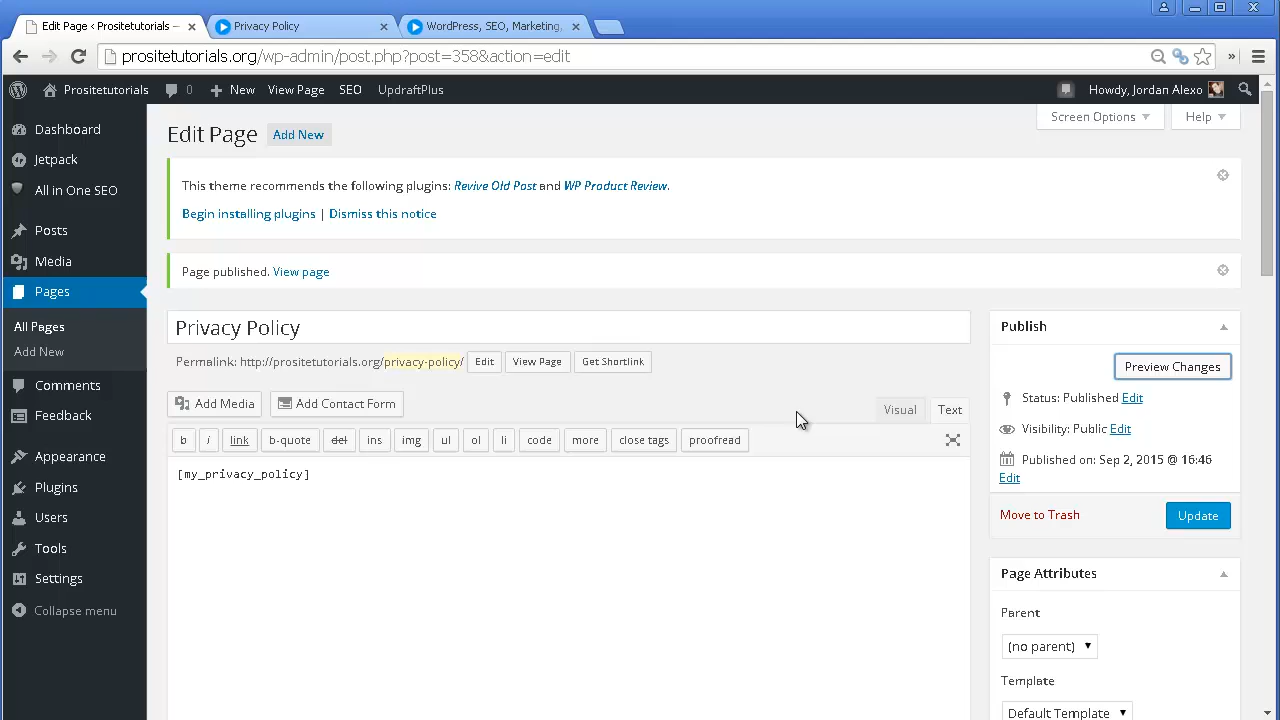 Edit Page ‹ Prositetutorials —
Privacy Policy
WordPress, SEO, Marketing,
prositetutorials.org/wp-admin/post.php?post=358&action=edit
Prositetutorials
0
New
View Page
SEO
UpdraftPlus
Howdy, Jordan Alexo
Dashboard
Jetpack
All in One SEO
Posts
Media
Pages
All Pages
Add New
Comments
Feedback
Appearance
Plugins
Users
Tools
Settings
Collapse menu
Screen Options
Help
Edit Page
Add New
This theme recommends the following plugins: Revive Old Post and WP Product Review.
Begin installing plugins | Dismiss this notice
Page published. View page
Privacy Policy
Permalink: http://prositetutorials.org/privacy-policy/
Edit
View Page
Get Shortlink
Add Media
Add Contact Form
Visual
Text
b
i
link
b-quote
del
ins
img
ul
ol
li
code
more
close tags
proofread
[my_privacy_policy]
Publish
Preview Changes
Status: Published Edit
Visibility: Public Edit
Published on: Sep 2, 2015 @ 16:46
Edit
Move to Trash
Update
Page Attributes
Parent
(no parent)
Template
Default Template